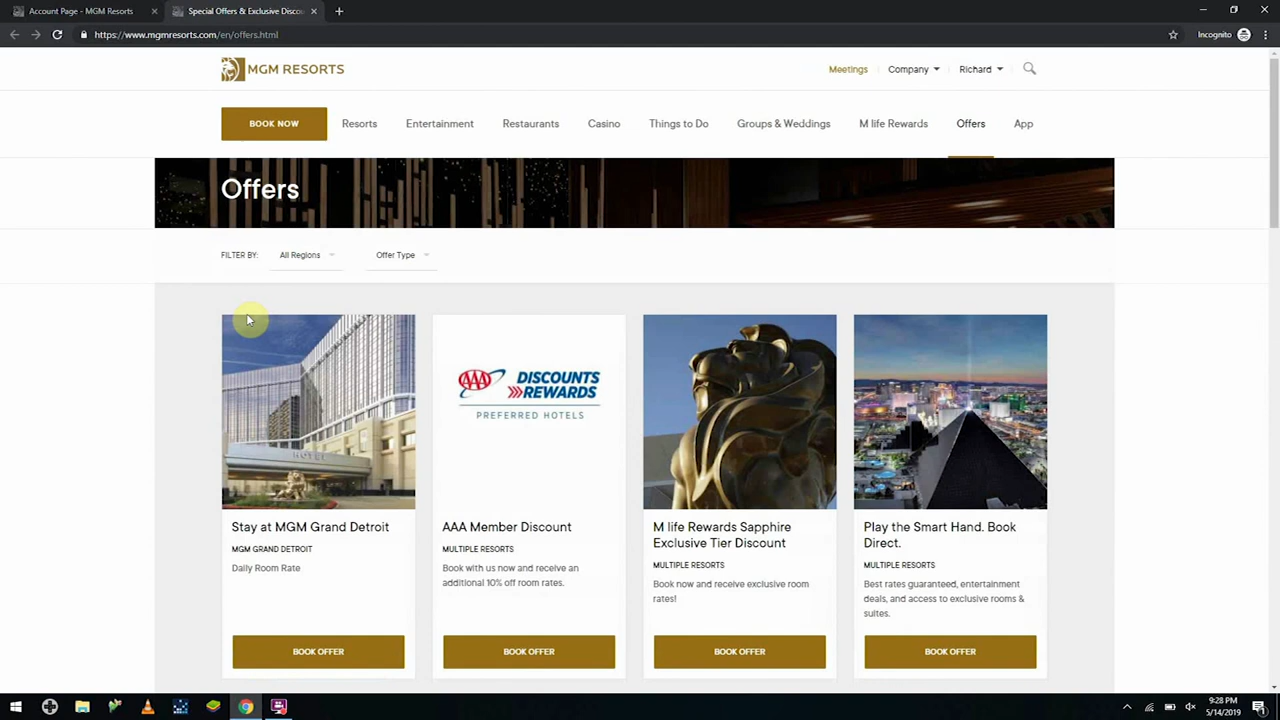 Account Page - MGM Resorts
Special Offers & Exclusive Disco
https://www.mgmresorts.com/en/offers.html
Incognito
MGM RESORTS
Meetings
Company
Richard
BOOK NOW
Resorts
Entertainment
Restaurants
Casino
Things to Do
Groups & Weddings
M life Rewards
Offers
App
Offers
FILTER BY:
All Regions
Offer Type
HOTEL
AAA DISCOUNTS
REWARDS
PREFERRED HOTELS
Stay at MGM Grand Detroit
MGM GRAND DETROIT
Daily Room Rate
BOOK OFFER
AAA Member Discount
MULTIPLE RESORTS
Book with us now and receive an
additional 10% off room rates.
BOOK OFFER
M life Rewards Sapphire
Exclusive Tier Discount
MULTIPLE RESORTS
Book now and receive exclusive room
rates!
BOOK OFFER
Play the Smart Hand. Book
Direct.
MULTIPLE RESORTS
Best rates guaranteed, entertainment
deals, and access to exclusive rooms &
suites.
BOOK OFFER
9:28 PM
5/14/2019